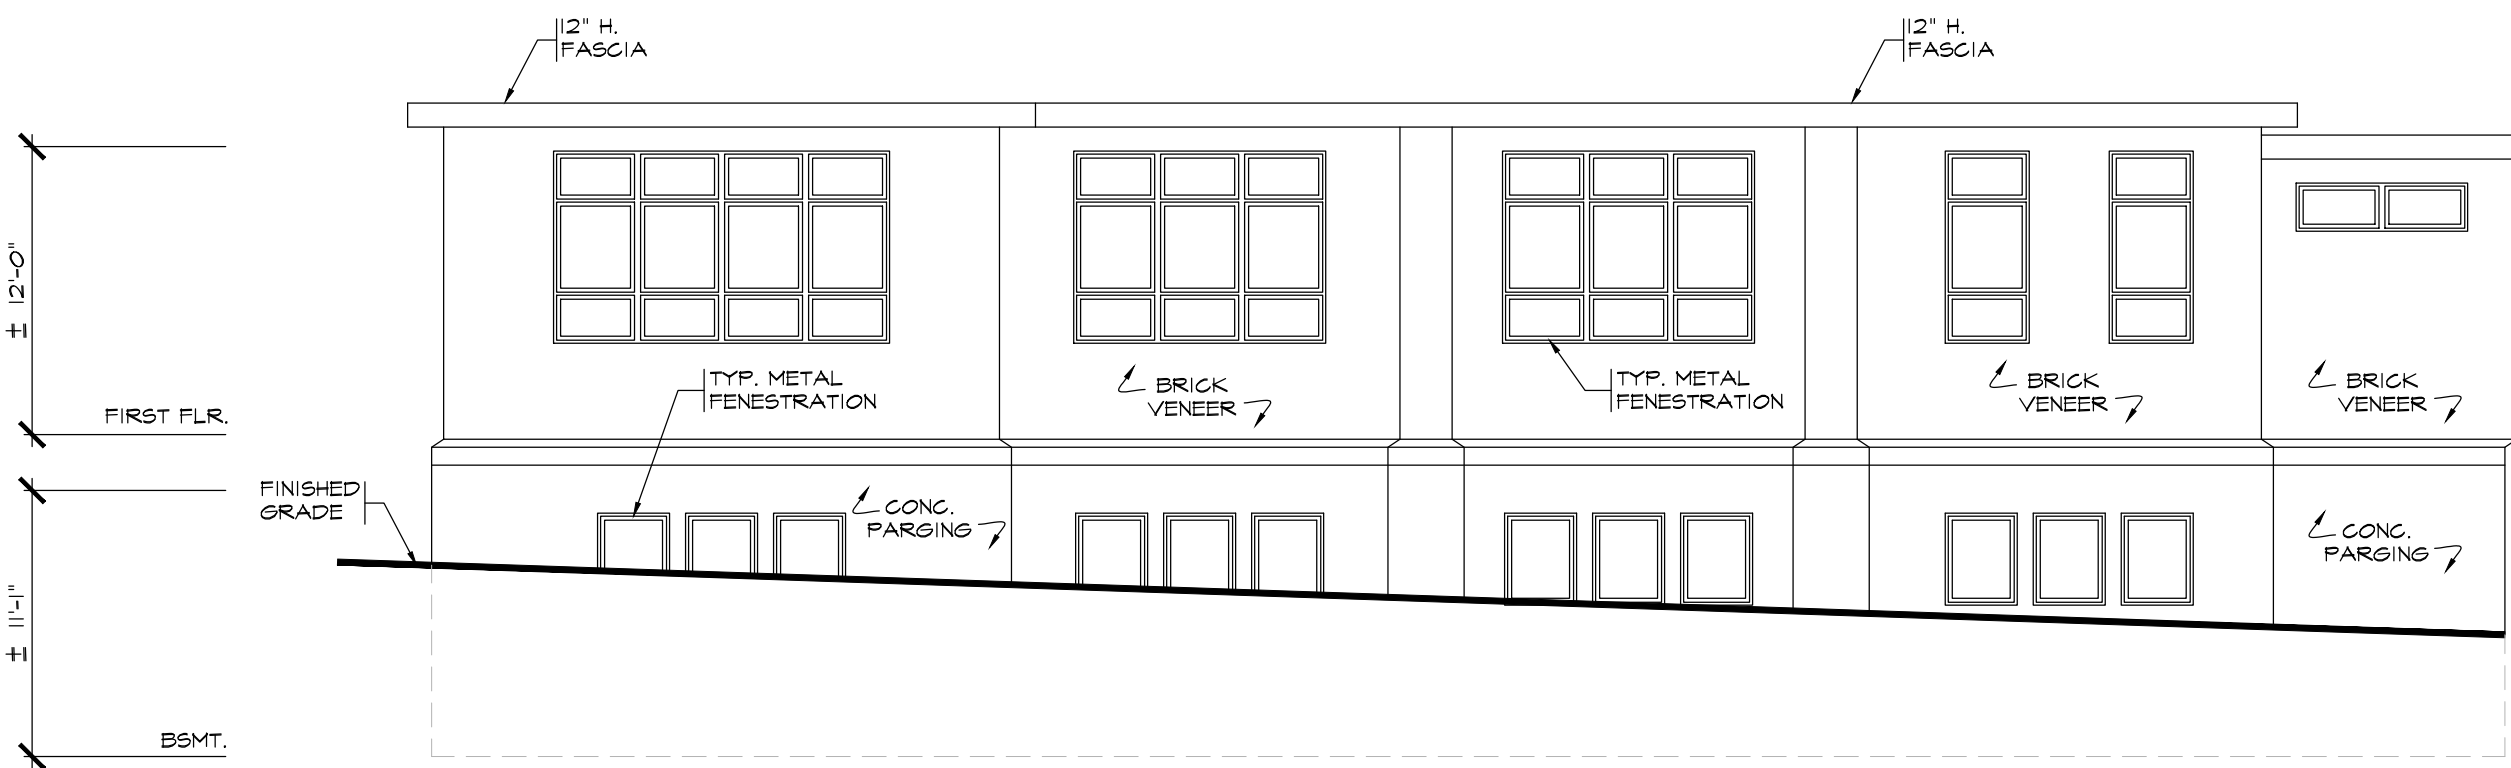 12" H.
FASCIA
12" H.
FASCIA
± 12'-0"
TYP. METAL
FENESTRATION
BRICK
VENEER
TYP. METAL
FENESTRATION
BRICK
VENEER
BRICK
VENEER
FIRST FLR.
FINISHED
GRADE
CONC.
PARGING
CONC.
PARGING
± 11'-1"
BSMT.